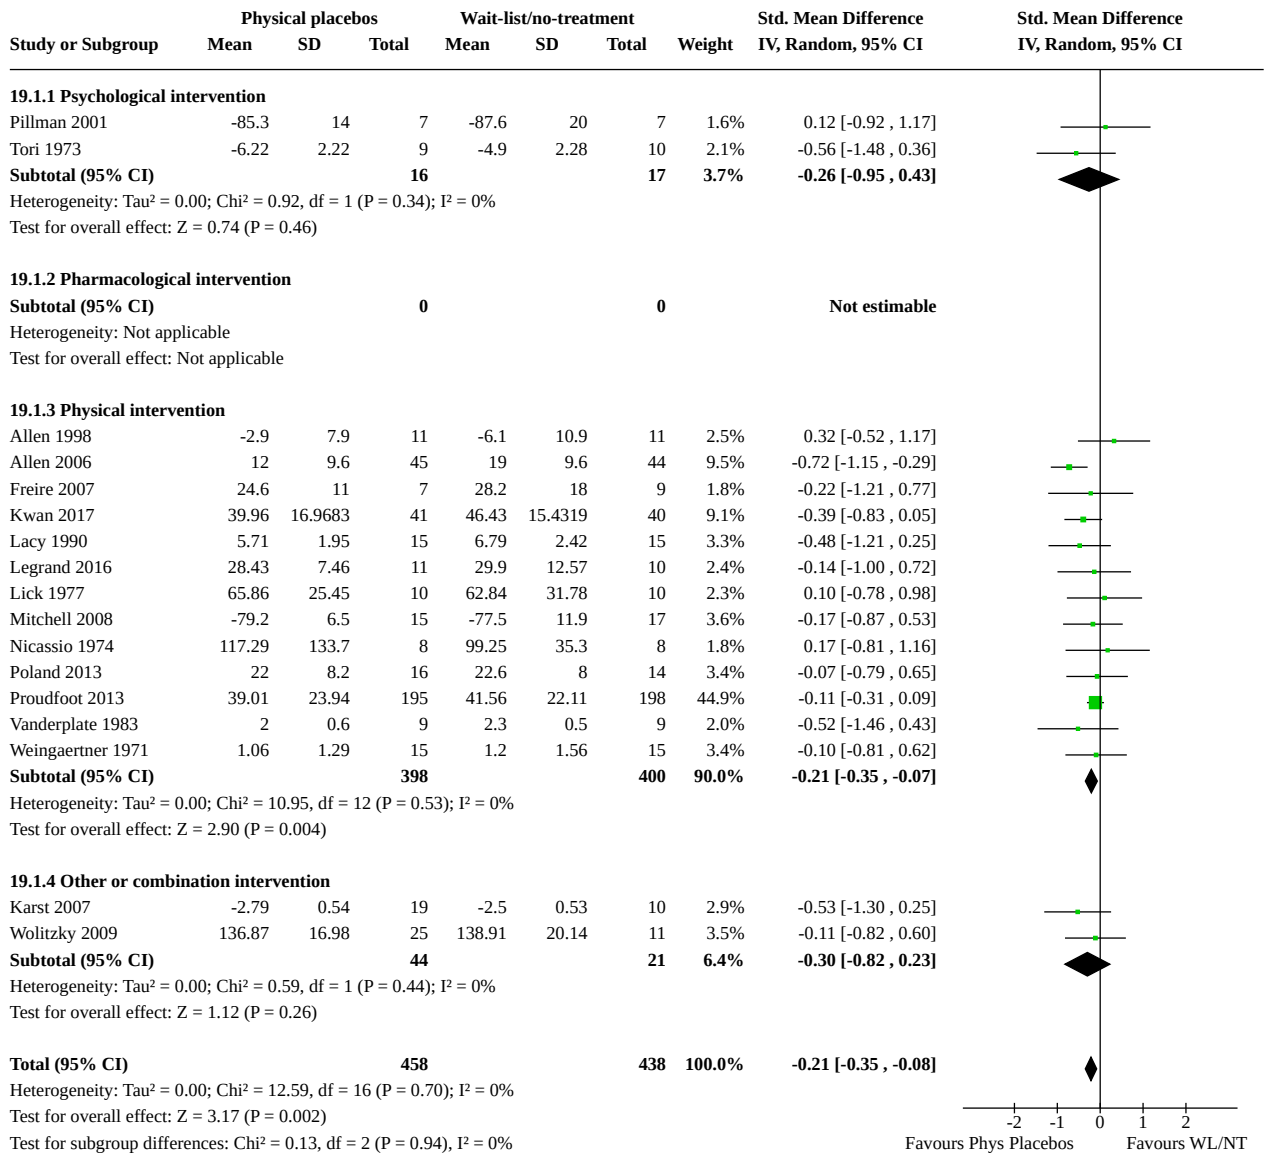 Physical placebos Wait-list/no-treatment Std. Mean Difference Std. Mean Difference
Study or Subgroup Mean SD Total Mean SD Total Weight IV, Random, 95% CI IV, Random, 95% CI
19.1.1 Psychological intervention
Pillman 2001 -85.3 14 7 -87.6 20 7 1.6% 0.12 [-0.92 , 1.17]
Tori 1973 -6.22 2.22 9 -4.9 2.28 10 2.1% -0.56 [-1.48 , 0.36]
Subtotal (95% CI) 16 17 3.7% -0.26 [-0.95 , 0.43]
Heterogeneity: Tau² = 0.00; Chi² = 0.92, df = 1 (P = 0.34); I² = 0%
Test for overall effect: Z = 0.74 (P = 0.46)
19.1.2 Pharmacological intervention
Subtotal (95% CI) 0 0 Not estimable
Heterogeneity: Not applicable
Test for overall effect: Not applicable
19.1.3 Physical intervention
Allen 1998 -2.9 7.9 11 -6.1 10.9 11 2.5% 0.32 [-0.52 , 1.17]
Allen 2006 12 9.6 45 19 9.6 44 9.5% -0.72 [-1.15 , -0.29]
Freire 2007 24.6 11 7 28.2 18 9 1.8% -0.22 [-1.21 , 0.77]
Kwan 2017 39.96 16.9683 41 46.43 15.4319 40 9.1% -0.39 [-0.83 , 0.05]
Lacy 1990 5.71 1.95 15 6.79 2.42 15 3.3% -0.48 [-1.21 , 0.25]
Legrand 2016 28.43 7.46 11 29.9 12.57 10 2.4% -0.14 [-1.00 , 0.72]
Lick 1977 65.86 25.45 10 62.84 31.78 10 2.3% 0.10 [-0.78 , 0.98]
Mitchell 2008 -79.2 6.5 15 -77.5 11.9 17 3.6% -0.17 [-0.87 , 0.53]
Nicassio 1974 117.29 133.7 8 99.25 35.3 8 1.8% 0.17 [-0.81 , 1.16]
Poland 2013 22 8.2 16 22.6 8 14 3.4% -0.07 [-0.79 , 0.65]
Proudfoot 2013 39.01 23.94 195 41.56 22.11 198 44.9% -0.11 [-0.31 , 0.09]
Vanderplate 1983 2 0.6 9 2.3 0.5 9 2.0% -0.52 [-1.46 , 0.43]
Weingaertner 1971 1.06 1.29 15 1.2 1.56 15 3.4% -0.10 [-0.81 , 0.62]
Subtotal (95% CI) 398 400 90.0% -0.21 [-0.35 , -0.07]
Heterogeneity: Tau² = 0.00; Chi² = 10.95, df = 12 (P = 0.53); I² = 0%
Test for overall effect: Z = 2.90 (P = 0.004)
19.1.4 Other or combination intervention
Karst 2007 -2.79 0.54 19 -2.5 0.53 10 2.9% -0.53 [-1.30 , 0.25]
Wolitzky 2009 136.87 16.98 25 138.91 20.14 11 3.5% -0.11 [-0.82 , 0.60]
Subtotal (95% CI) 44 21 6.4% -0.30 [-0.82 , 0.23]
Heterogeneity: Tau² = 0.00; Chi² = 0.59, df = 1 (P = 0.44); I² = 0%
Test for overall effect: Z = 1.12 (P = 0.26)
Total (95% CI) 458 438 100.0% -0.21 [-0.35 , -0.08]
Heterogeneity: Tau² = 0.00; Chi² = 12.59, df = 16 (P = 0.70); I² = 0%
Test for overall effect: Z = 3.17 (P = 0.002)
-2 -1 0 1 2
Test for subgroup differences: Chi² = 0.13, df = 2 (P = 0.94), I² = 0% Favours Phys Placebos Favours WL/NT